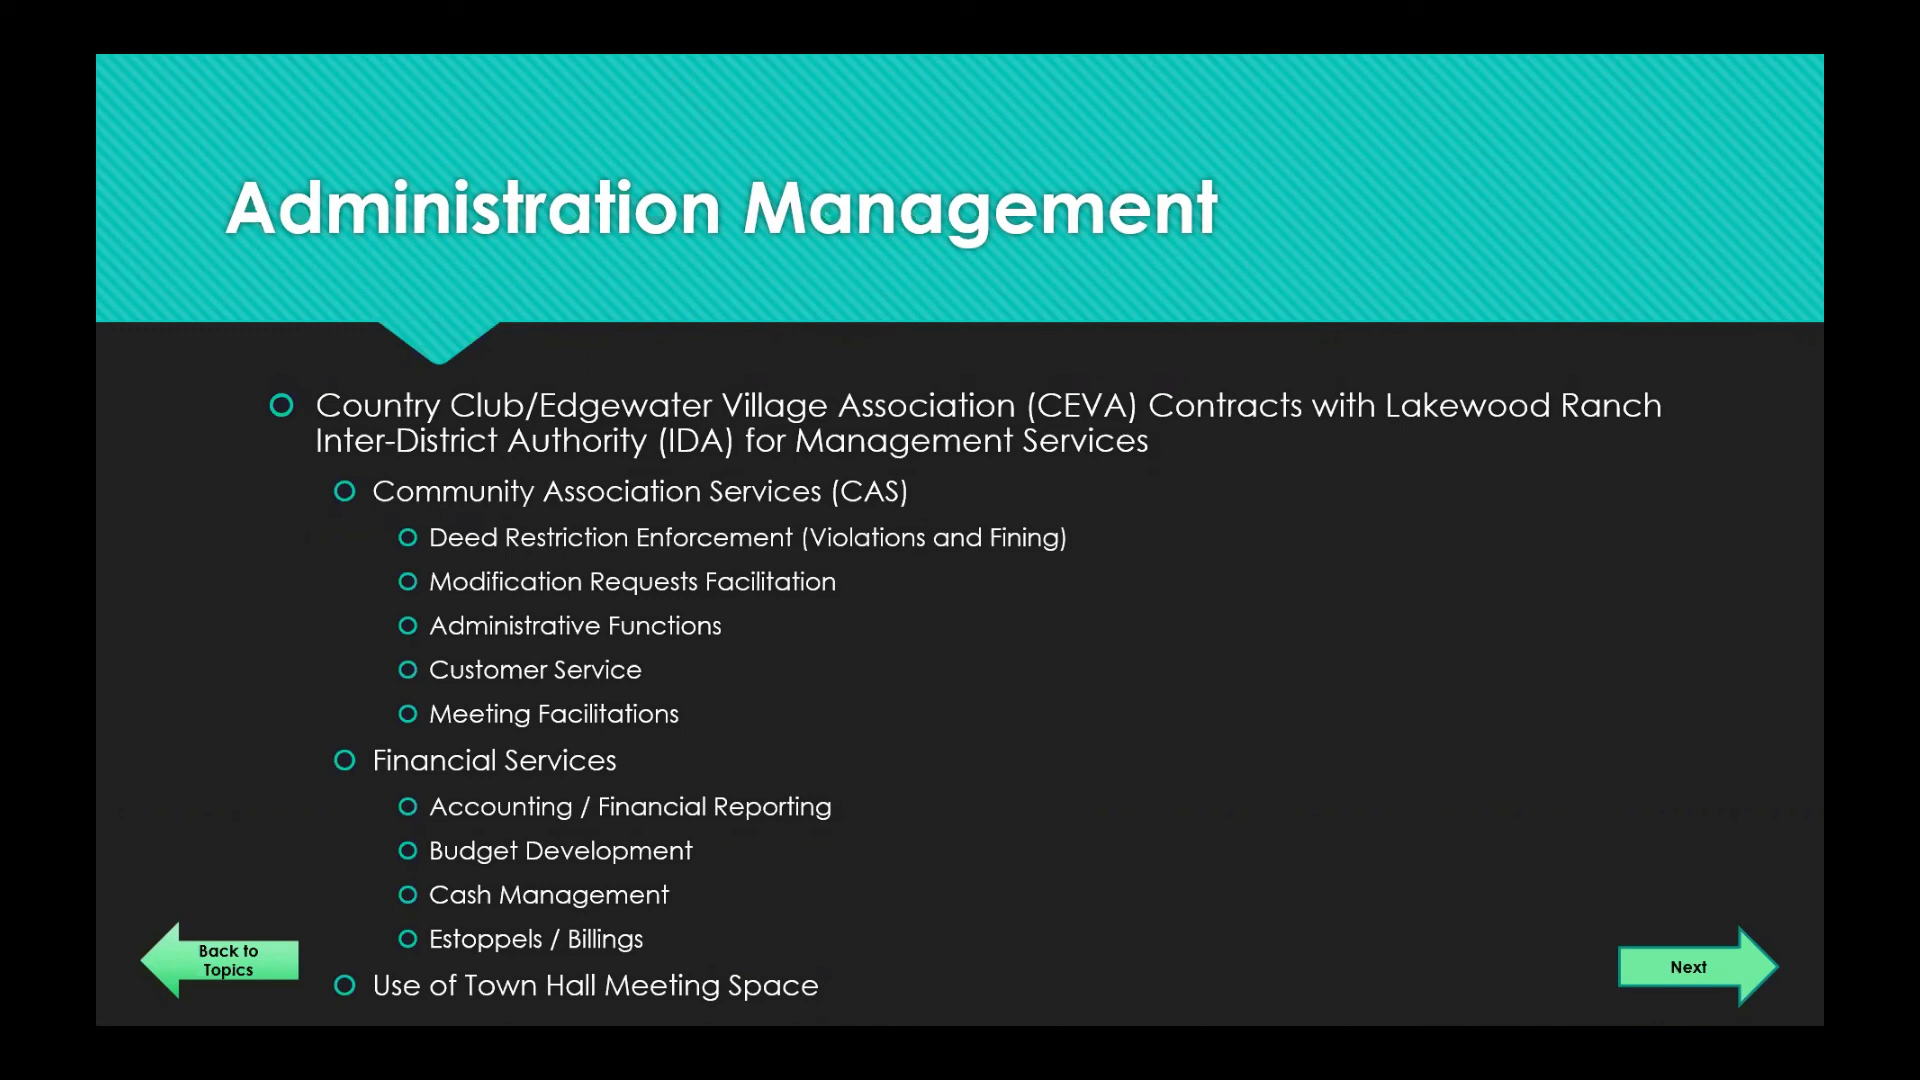 Administration Management
Country Club/Edgewater Village Association (CEVA) Contracts with Lakewood Ranch
Inter-District Authority (IDA) for Management Services
Community Association Services (CAS)
Deed Restriction Enforcement (Violations and Fining)
Modification Requests Facilitation
Administrative Functions
Customer Service
Meeting Facilitations
Financial Services
Accounting / Financial Reporting
Budget Development
Cash Management
Estoppels / Billings
Use of Town Hall Meeting Space
Back to
Topics
Next